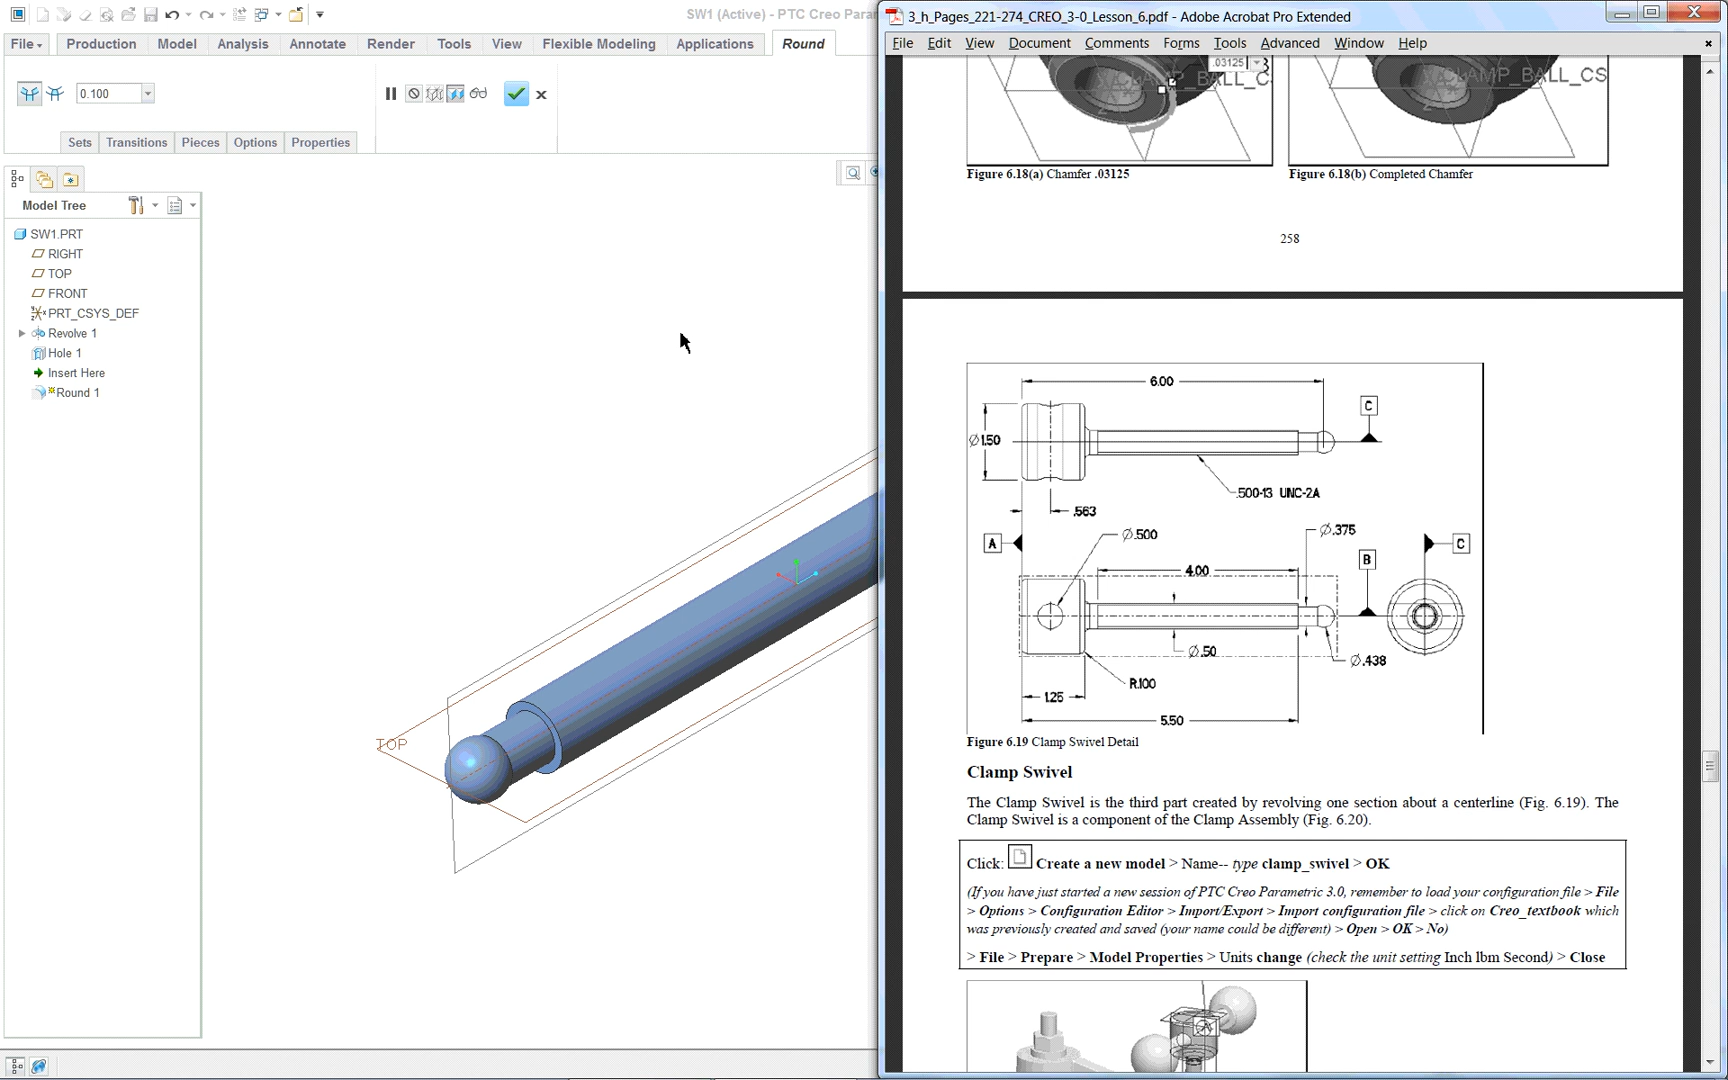 SW1 (Active) - PTC Creo Para
File
Production
Model
Analysis
Annotate
Render
Tools
View
Flexible Modeling
Applications
Round
0.100
Sets
Transitions
Pieces
Options
Properties
Model Tree
SW1.PRT
RIGHT
TOP
FRONT
PRT_CSYS_DEF
Revolve 1
Hole 1
Insert Here
Round 1
TOP
3_h_Pages_221-274_CREO_3-0_Lesson_6.pdf - Adobe Acrobat Pro Extended
File Edit View Document Comments Forms Tools Advanced Window Help
.03125
CLAMP_BALL_C
CLAMP_BALL_CS
Figure 6.18(a) Chamfer .03125
Figure 6.18(b) Completed Chamfer
258
6.00
C
Ø1.50
.500-13 UNC-2A
.563
Ø.500
Ø.375
A
C
B
4.00
Ø.50
Ø.438
R.100
1.25
5.50
Figure 6.19 Clamp Swivel Detail
Clamp Swivel
The Clamp Swivel is the third part created by revolving one section about a centerline (Fig. 6.19). The
Clamp Swivel is a component of the Clamp Assembly (Fig. 6.20).
Click: Create a new model > Name-- type clamp_swivel > OK
(If you have just started a new session of PTC Creo Parametric 3.0, remember to load your configuration file > File
> Options > Configuration Editor > Import/Export > Import configuration file > click on Creo_textbook which
was previously created and saved (your name could be different) > Open > OK > No)
> File > Prepare > Model Properties > Units change (check the unit setting Inch lbm Second) > Close
A